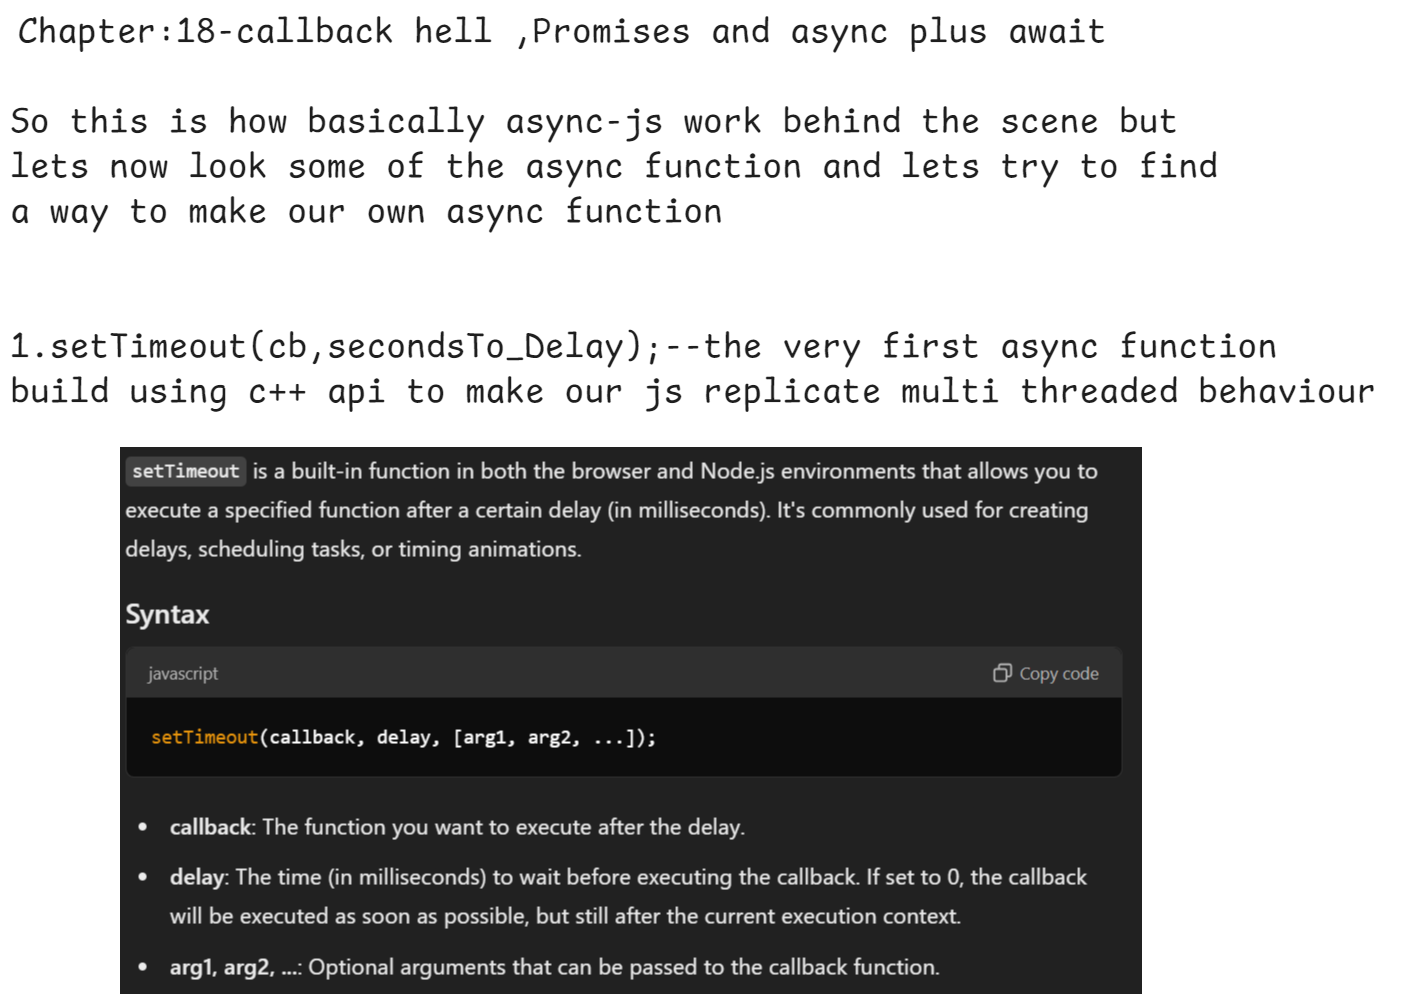 Chapter:18-callback hell ,Promises and async plus await
So this is how basically async-js work behind the scene but
lets now look some of the async function and lets try to find
a way to make our own async function
1.setTimeout(cb,secondsTo_Delay);--the very first async function
build using c++ api to make our js replicate multi threaded behaviour
setTimeout is a built-in function in both the browser and Node.js environments that allows you to
execute a specified function after a certain delay (in milliseconds). It's commonly used for creating
delays, scheduling tasks, or timing animations.
Syntax
javascript Copy code
setTimeout(callback, delay, [arg1, arg2, ...]);
• callback: The function you want to execute after the delay.
• delay: The time (in milliseconds) to wait before executing the callback. If set to 0, the callback
will be executed as soon as possible, but still after the current execution context.
• arg1, arg2, ...: Optional arguments that can be passed to the callback function.